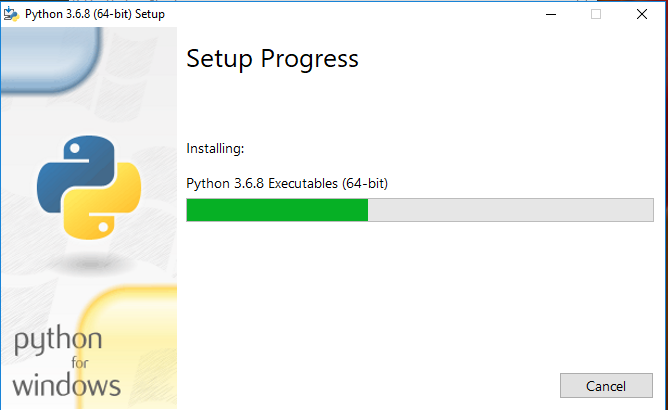 Python 3.6.8 (64-bit) Setup
Setup Progress
Installing:
Python 3.6.8 Executables (64-bit)
python
for
windows
Cancel